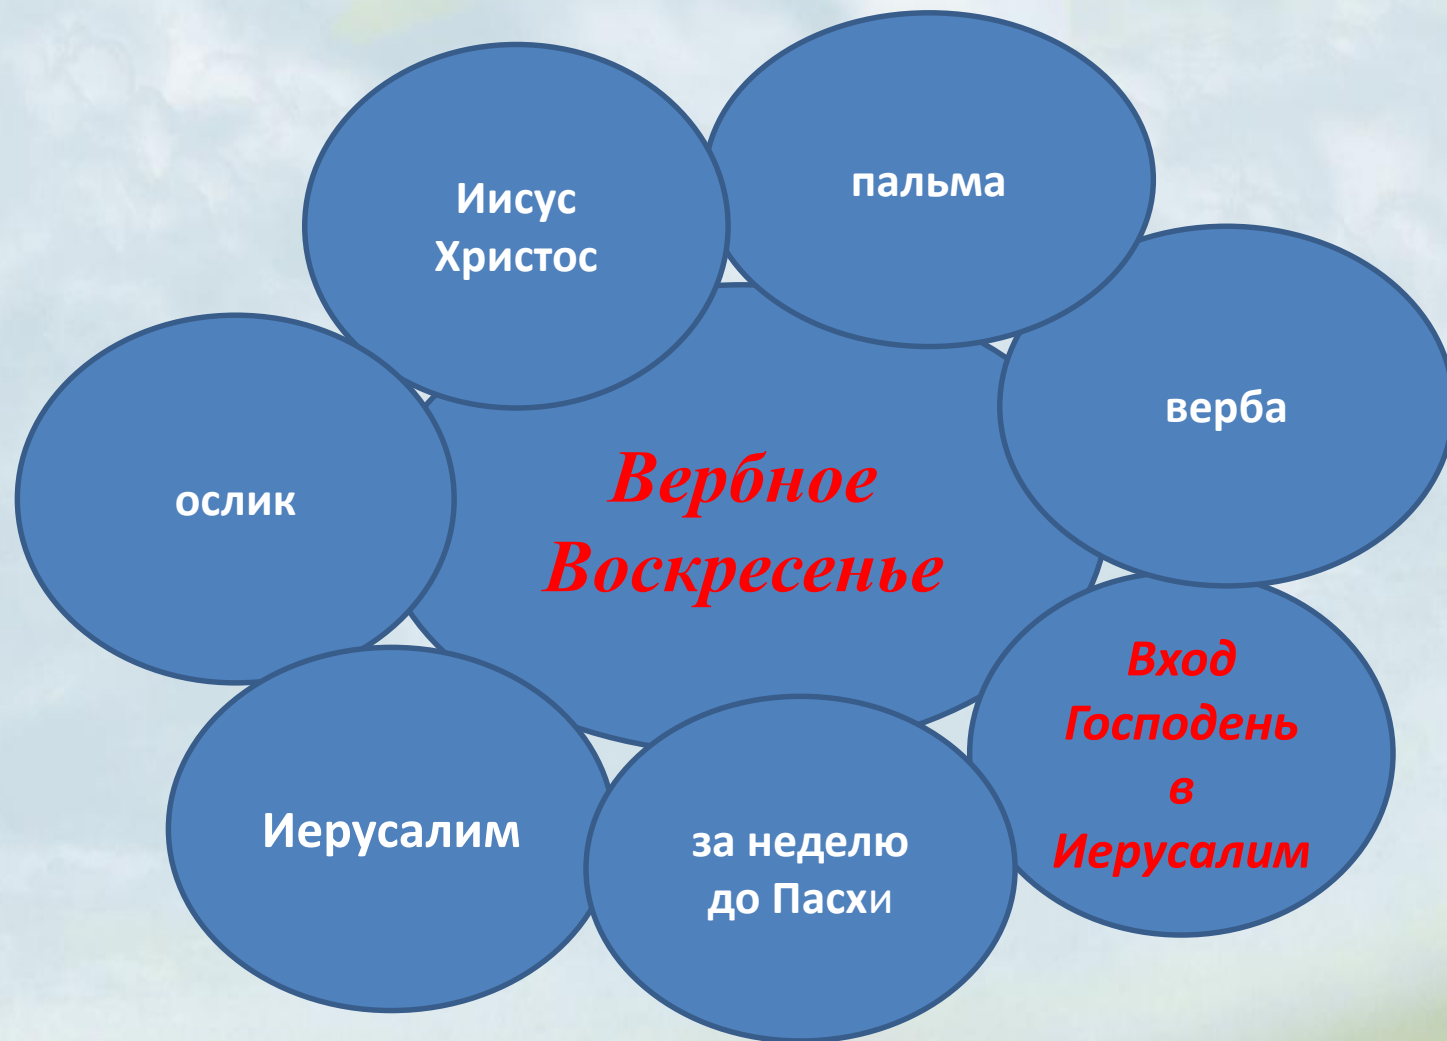 Иисус
Христос
пальма
верба
ослик
Вербное
Воскресенье
Вход
Господень
в
Иерусалим
Иерусалим
за неделю
до Пасхи